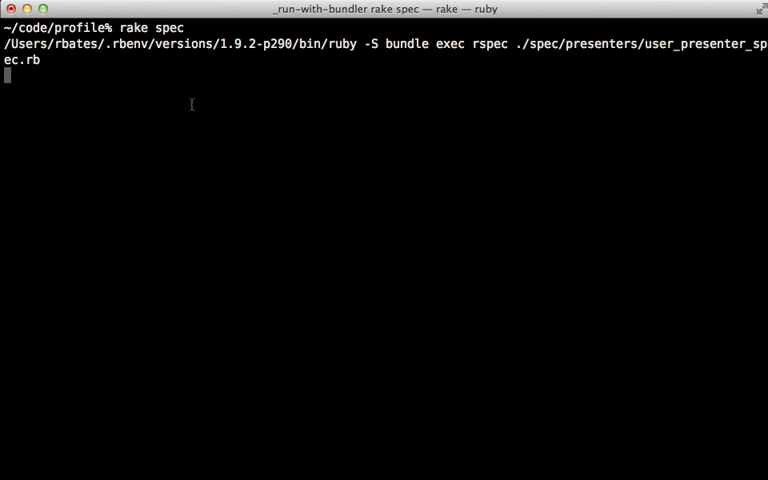 _run-with-bundler rake spec — rake — ruby
~/code/profile% rake spec
/Users/rbates/.rbenv/versions/1.9.2-p290/bin/ruby -S bundle exec rspec ./spec/presenters/user_presenter_sp
ec.rb